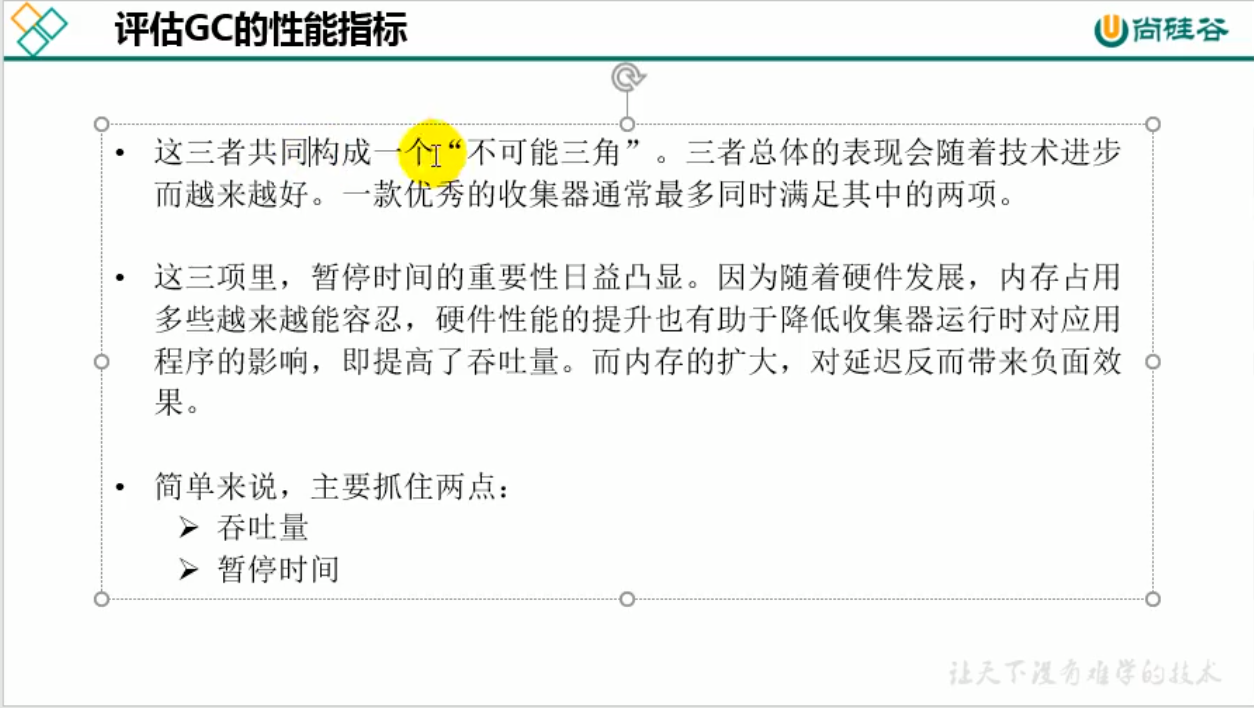 评估GC的性能指标
尚硅谷
• 这三者共同构成一个“不可能三角”。三者总体的表现会随着技术进步
而越来越好。一款优秀的收集器通常最多同时满足其中的两项。
• 这三项里，暂停时间的重要性日益凸显。因为随着硬件发展，内存占用
多些越来越能容忍，硬件性能的提升也有助于降低收集器运行时对应用
程序的影响，即提高了吞吐量。而内存的扩大，对延迟反而带来负面效
果。
• 简单来说，主要抓住两点：
➢ 吞吐量
➢ 暂停时间
让天下没有难学的技术